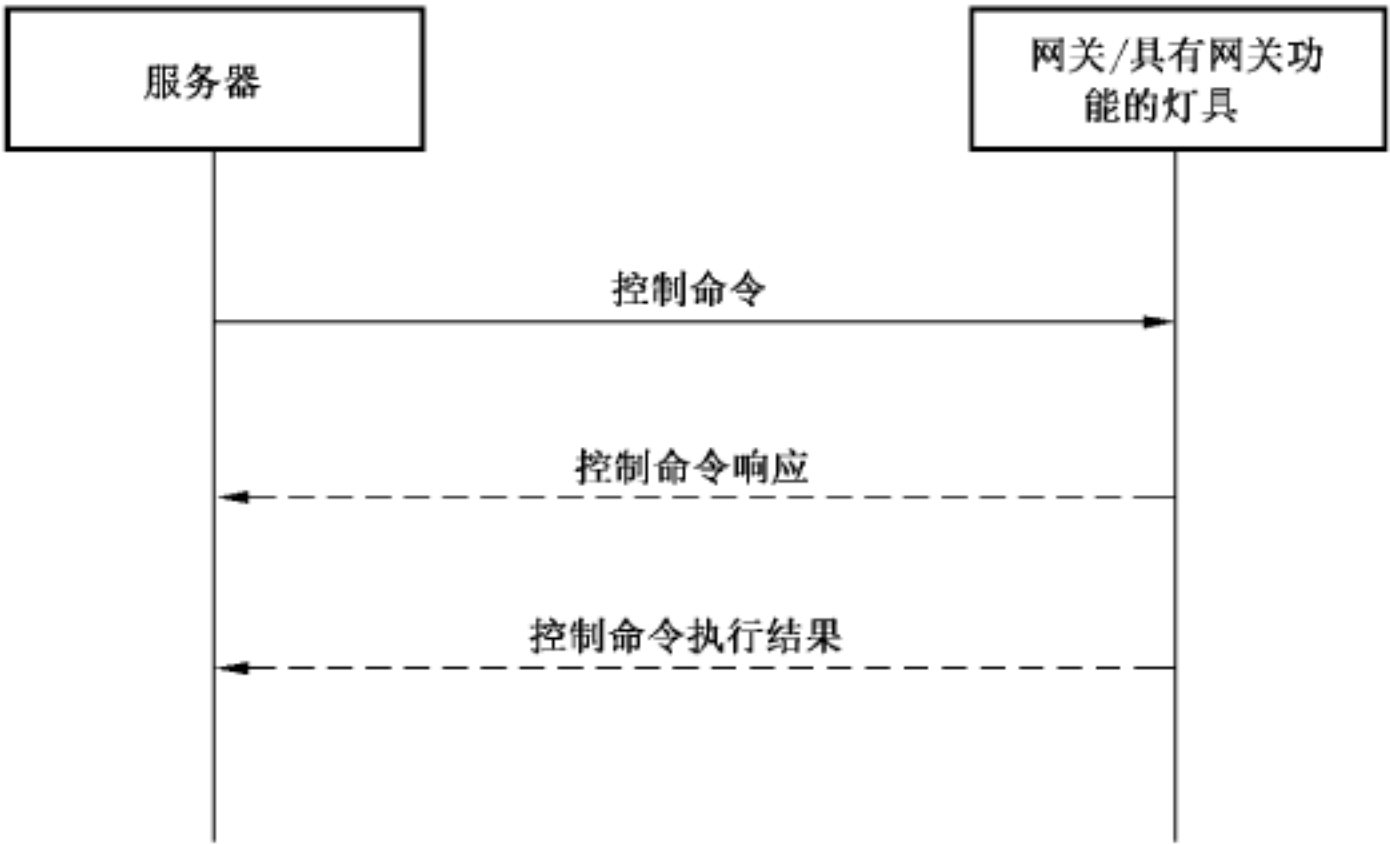 服务器
网关/具有网关功
能的灯具
控制命令
控制命令响应
控制命令执行结果